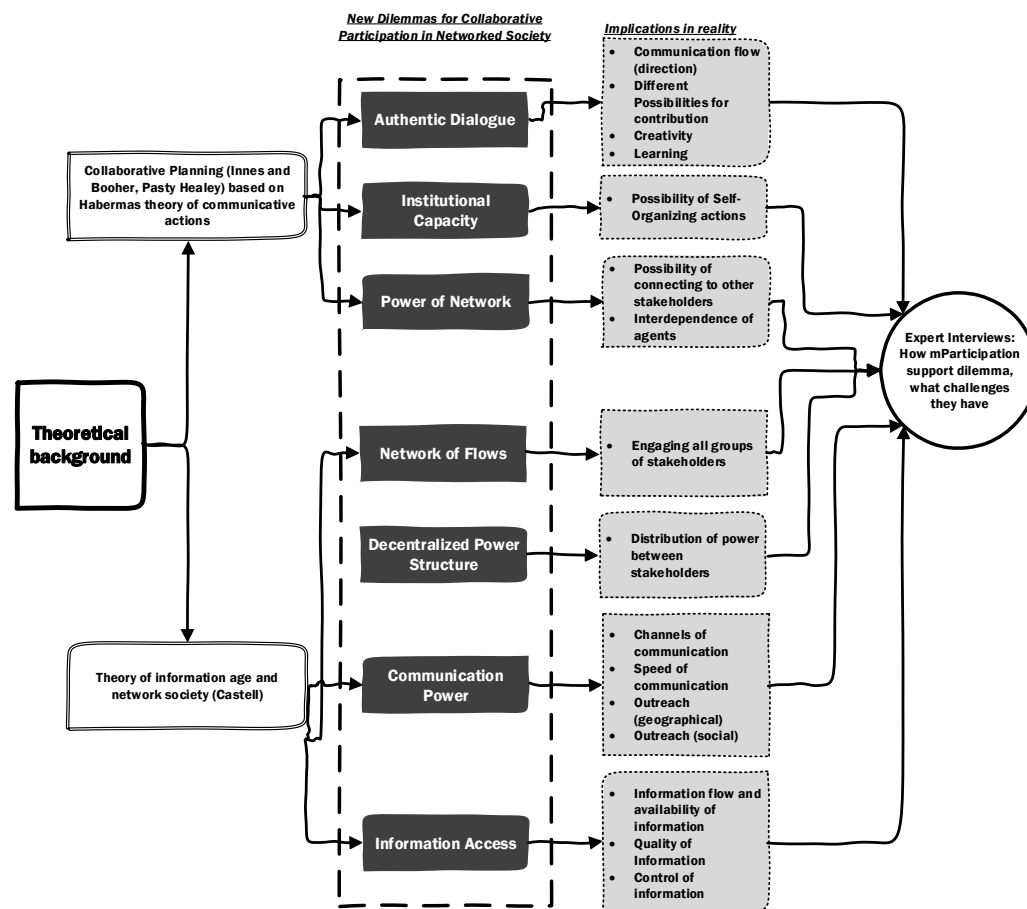 New Dilemmas for Collaborative
Participation in Networked Society
Implications in reality
Theoretical
background
Collaborative Planning (Innes and
Booher, Pasty Healey) based on
Habermas theory of communicative
actions
Theory of information age and
network society (Castell)
Authentic Dialogue
Institutional
Capacity
Power of Network
Network of Flows
Decentralized Power
Structure
Communication
Power
Information Access
• Communication flow
(direction)
• Different
Possibilities for
contribution
• Creativity
• Learning
• Possibility of Self-
Organizing actions
• Possibility of
connecting to other
stakeholders
• Interdependence of
agents
• Engaging all groups
of stakeholders
• Distribution of power
between
stakeholders
• Channels of
communication
• Speed of
communication
• Outreach
(geographical)
• Outreach (social)
• Information flow and
availability of
information
• Quality of
Information
• Control of
information
Expert Interviews:
How mParticipation
support dilemma,
what challenges
they have